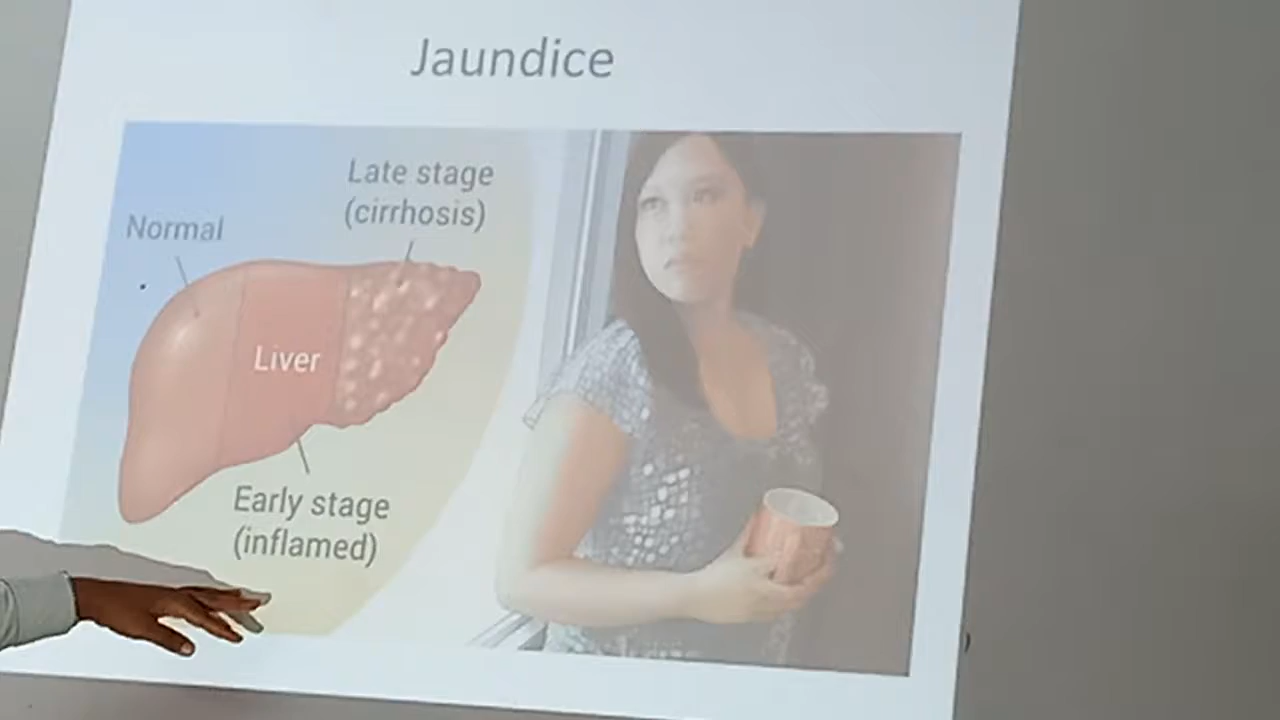 Jaundice
Normal
Late stage
(cirrhosis)
Liver
Early stage
(inflamed)